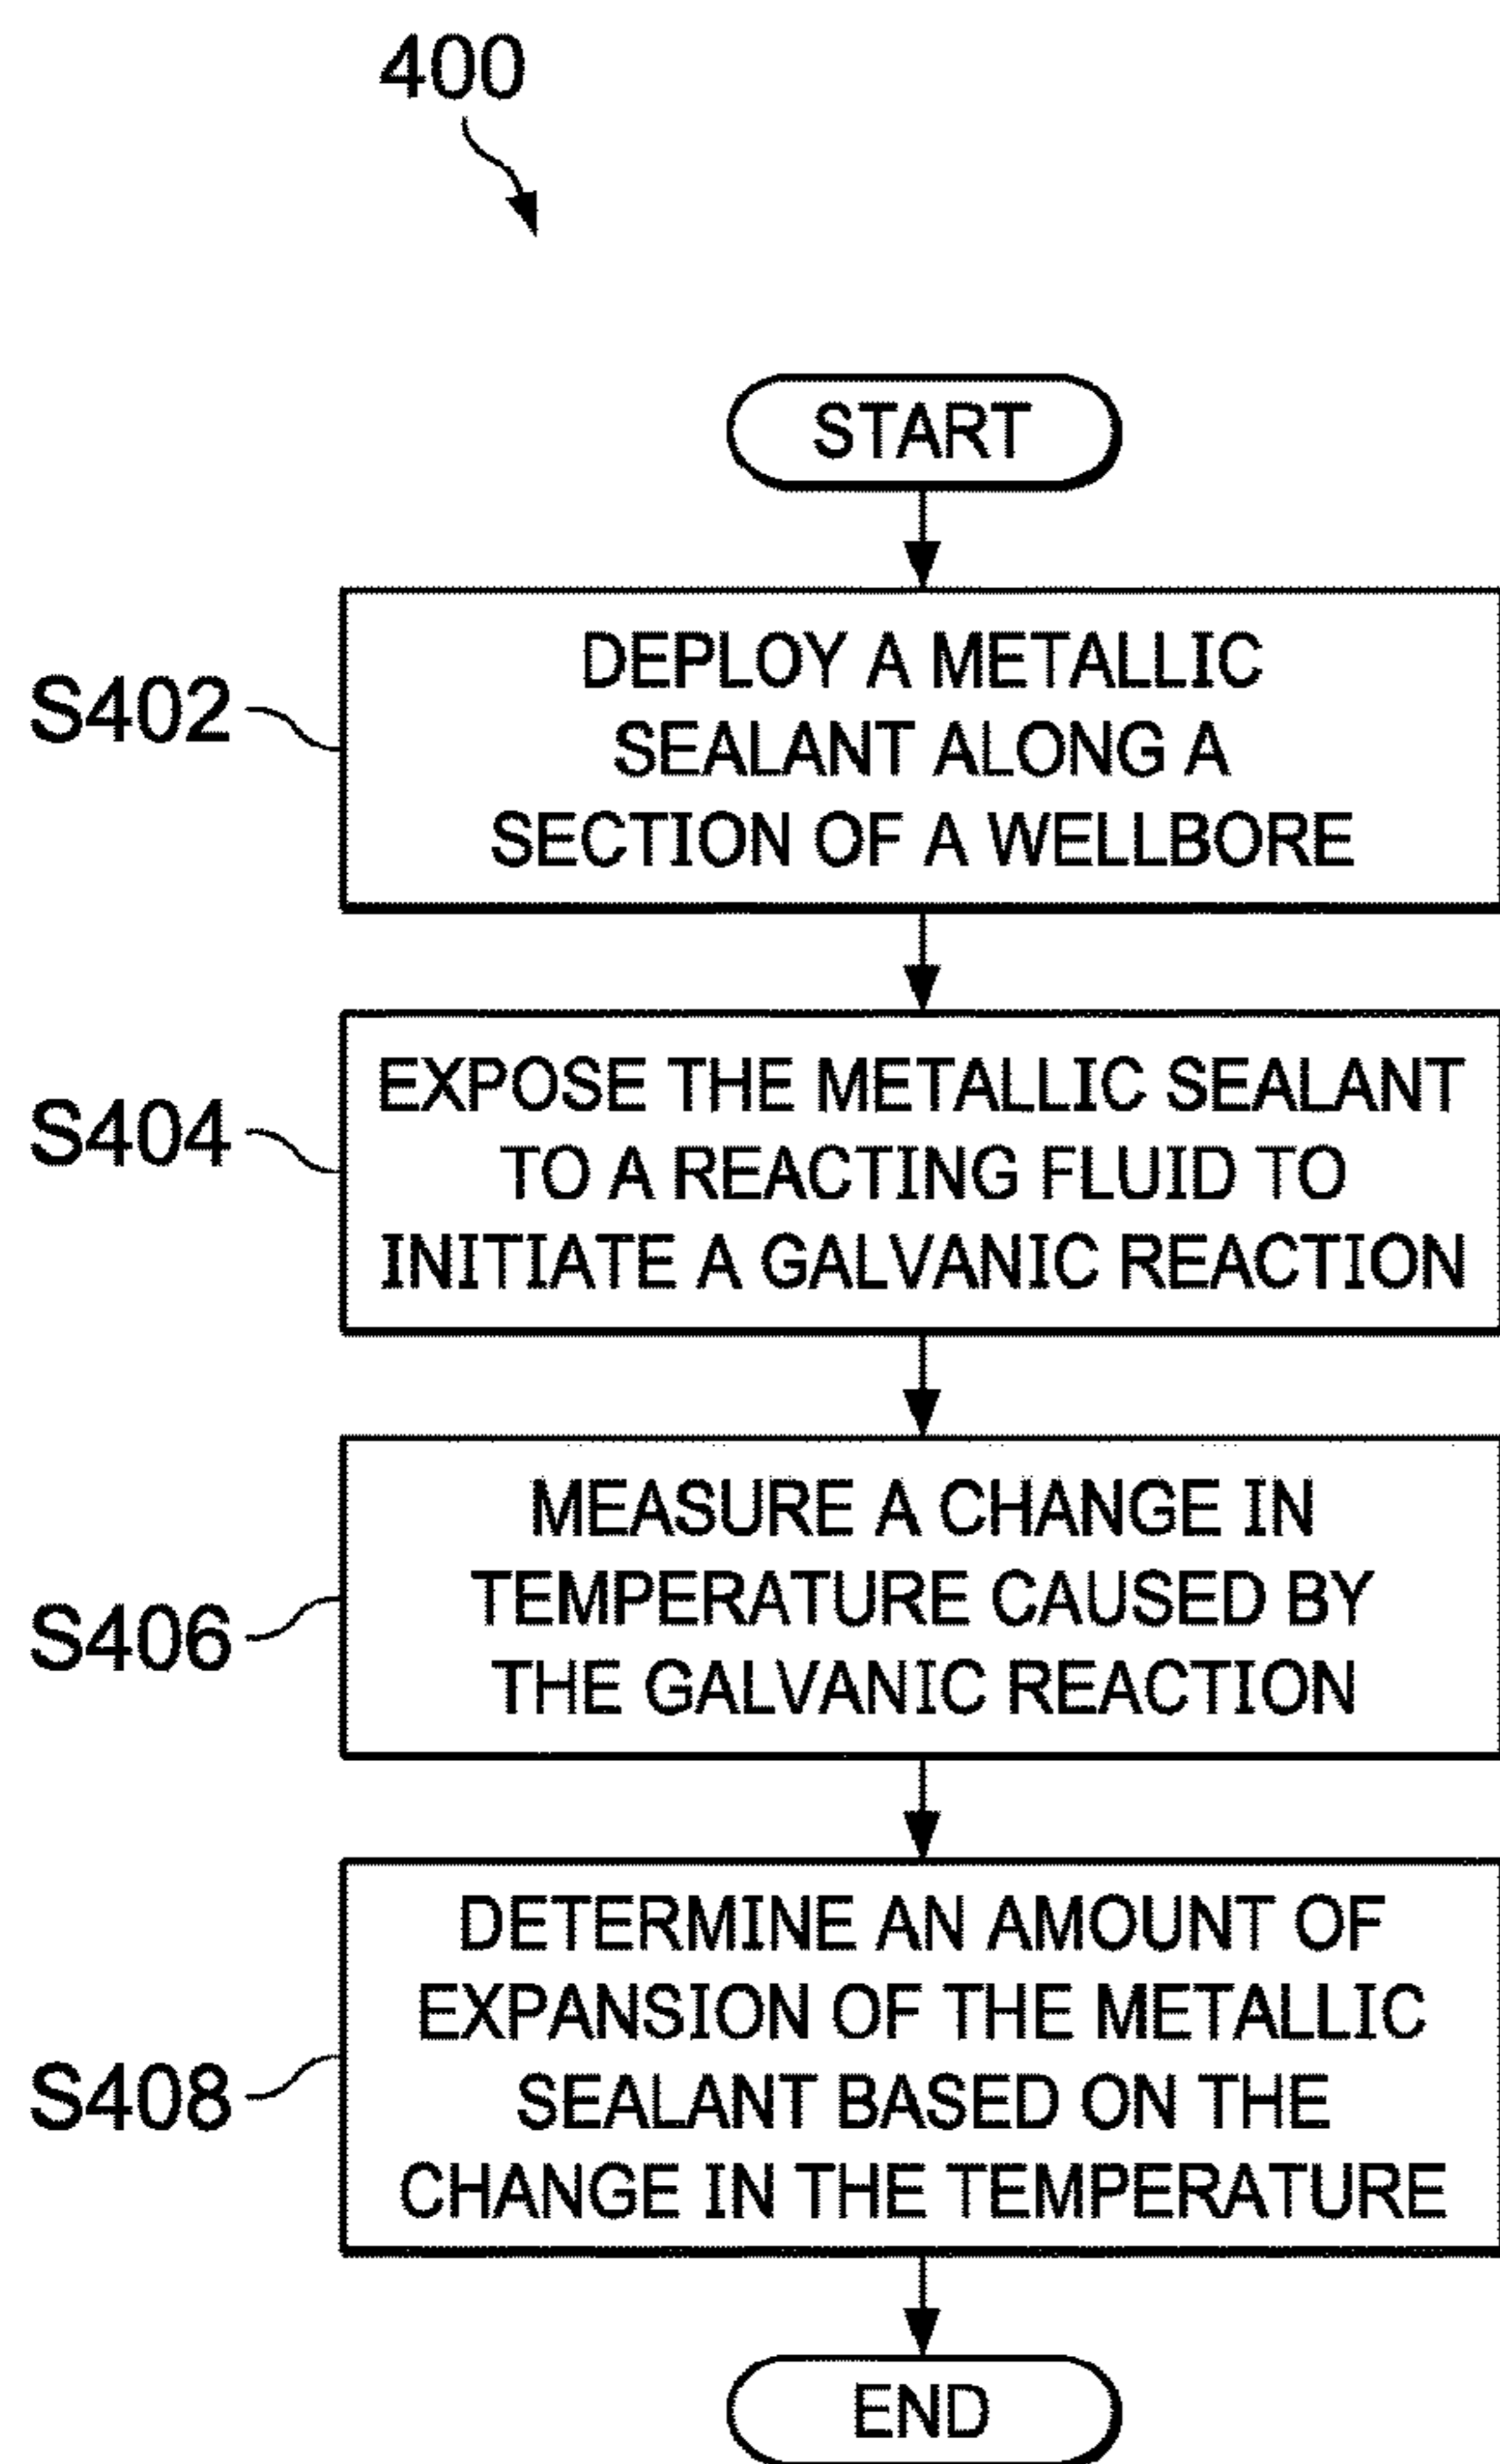 400
START
S402
DEPLOY A METALLIC
SEALANT ALONG A
SECTION OF A WELLBORE
S404
EXPOSE THE METALLIC SEALANT
TO A REACTING FLUID TO
INITIATE A GALVANIC REACTION
S406
MEASURE A CHANGE IN
TEMPERATURE CAUSED BY
THE GALVANIC REACTION
S408
DETERMINE AN AMOUNT OF
EXPANSION OF THE METALLIC
SEALANT BASED ON THE
CHANGE IN THE TEMPERATURE
END